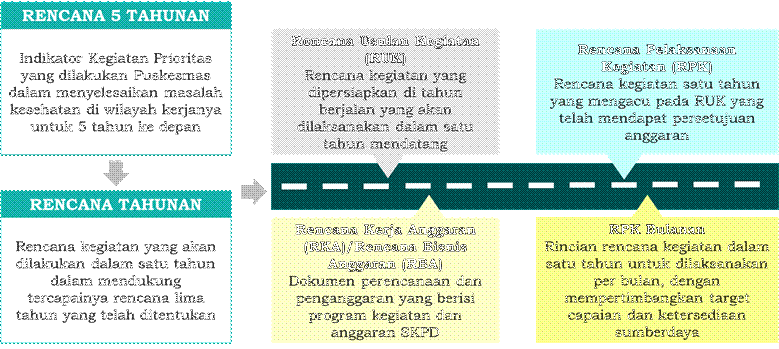 RENCANA 5 TAHUNAN
Indikator Kegiatan Prioritas
yang dilakukan Puskesmas
dalam menyelesaikan masalah
kesehatan di wilayah kerjanya
untuk 5 tahun ke depan
RENCANA TAHUNAN
Rencana kegiatan yang akan
dilakukan dalam satu tahun
dalam mendukung
tercapainya rencana lima
tahun yang telah ditentukan
Rencana Usulan Kegiatan
(RUK)
Rencana kegiatan yang
dipersiapkan di tahun
berjalan yang akan
dilaksanakan dalam satu
tahun mendatang
Rencana Pelaksanaan
Kegiatan (RPK)
Rencana kegiatan satu tahun
yang mengacu pada RUK yang
telah mendapat persetujuan
anggaran
Rencana Kerja Anggaran
(RKA)/Rencana Bisnis
Anggaran (RBA)
Dokumen perencanaan dan
penganggaran yang berisi
program kegiatan dan
anggaran SKPD
RPK Bulanan
Rincian rencana kegiatan dalam
satu tahun untuk dilaksanakan
per bulan, dengan
mempertimbangkan target
capaian dan ketersediaan
sumberdaya